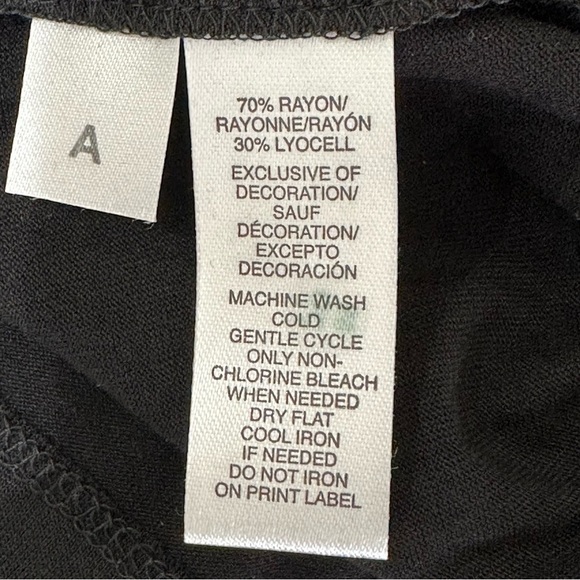 A
70% RAYON/
RAYONNE/RAYÓN
30% LYOCELL
EXCLUSIVE OF
DECORATION/
SAUF
DÉCORATION/
EXCEPTO
DECORACIÓN
MACHINE WASH
COLD
GENTLE CYCLE
ONLY NON-
CHLORINE BLEACH
WHEN NEEDED
DRY FLAT
COOL IRON
IF NEEDED
DO NOT IRON
ON PRINT LABEL